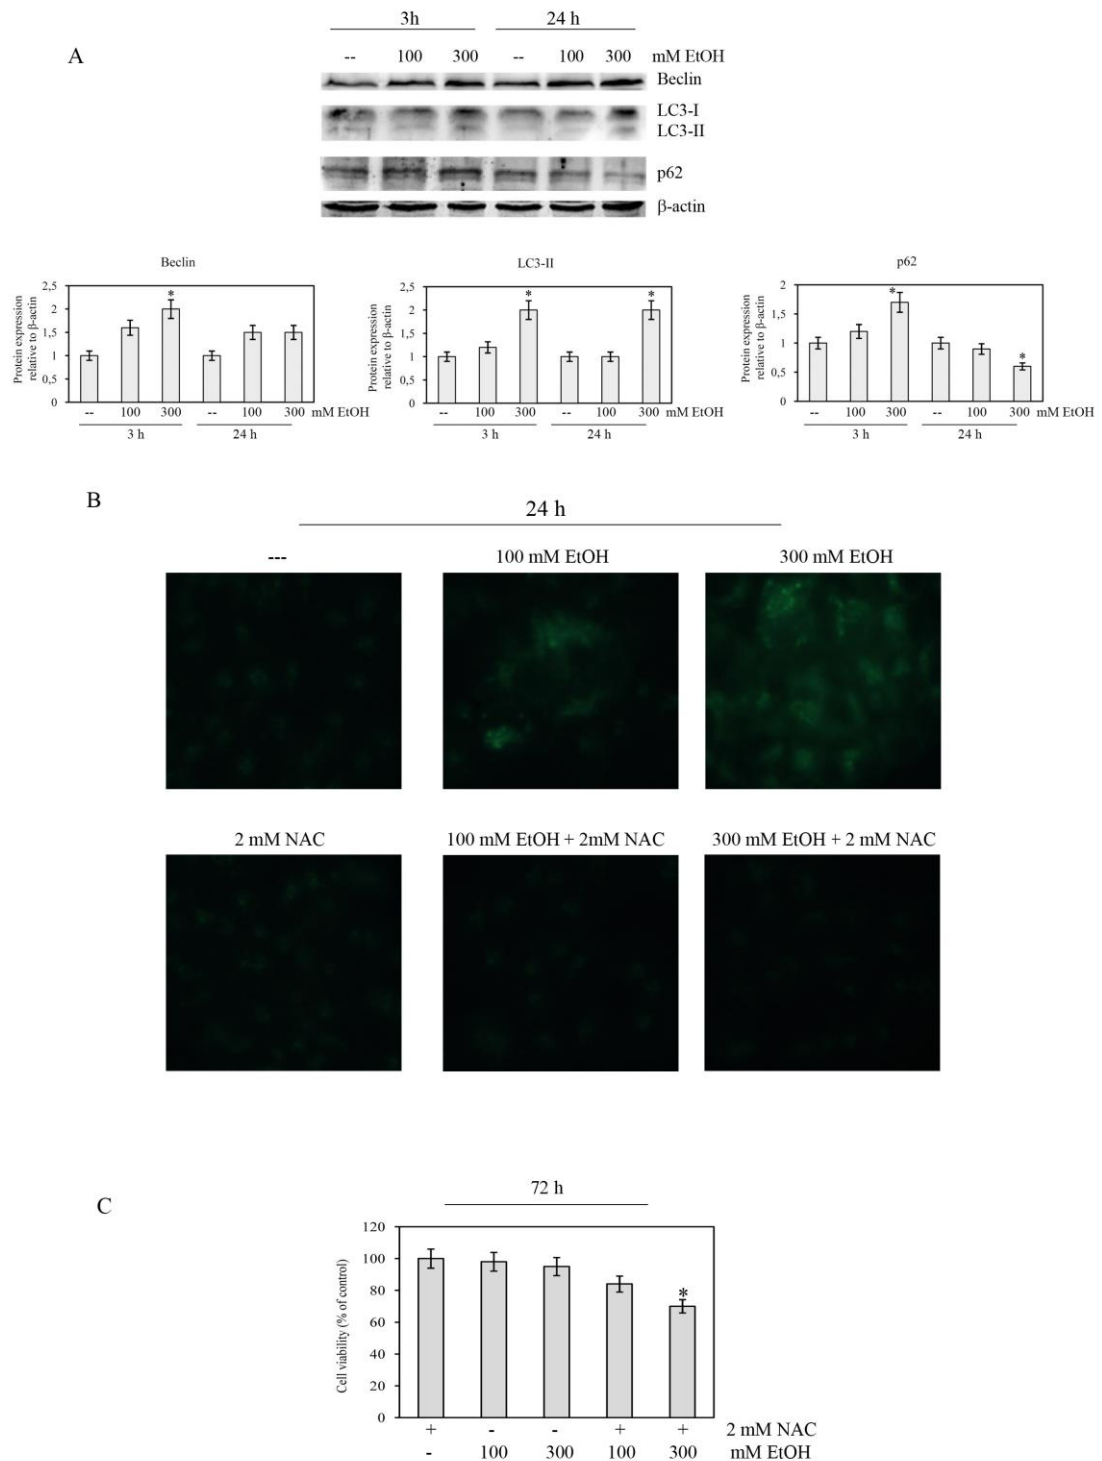 3h 24 h
A
-- 100 300 -- 100 300 mM EtOH
Beclin
LC3-I
LC3-II
p62
β-actin
Beclin
Protein expression
relative to β-actin
2,5
2
1,5
1
0,5
0
-- 100 300 -- 100 300 mM EtOH
3 h 24 h
*
LC3-II
Protein expression
relative to β-actin
2,5
2
1,5
1
0,5
0
-- 100 300 -- 100 300 mM EtOH
3 h 24 h
* *
p62
Protein expression
relative to β-actin
2
1,5
1
0,5
0
-- 100 300 -- 100 300 mM EtOH
3 h 24 h
* *
B
24 h
--- 100 mM EtOH 300 mM EtOH
2 mM NAC 100 mM EtOH + 2mM NAC 300 mM EtOH + 2 mM NAC
C
72 h
Cell viability (% of control)
120
100
80
60
40
20
0
*
+ - - + + 2 mM NAC
- 100 300 100 300 mM EtOH